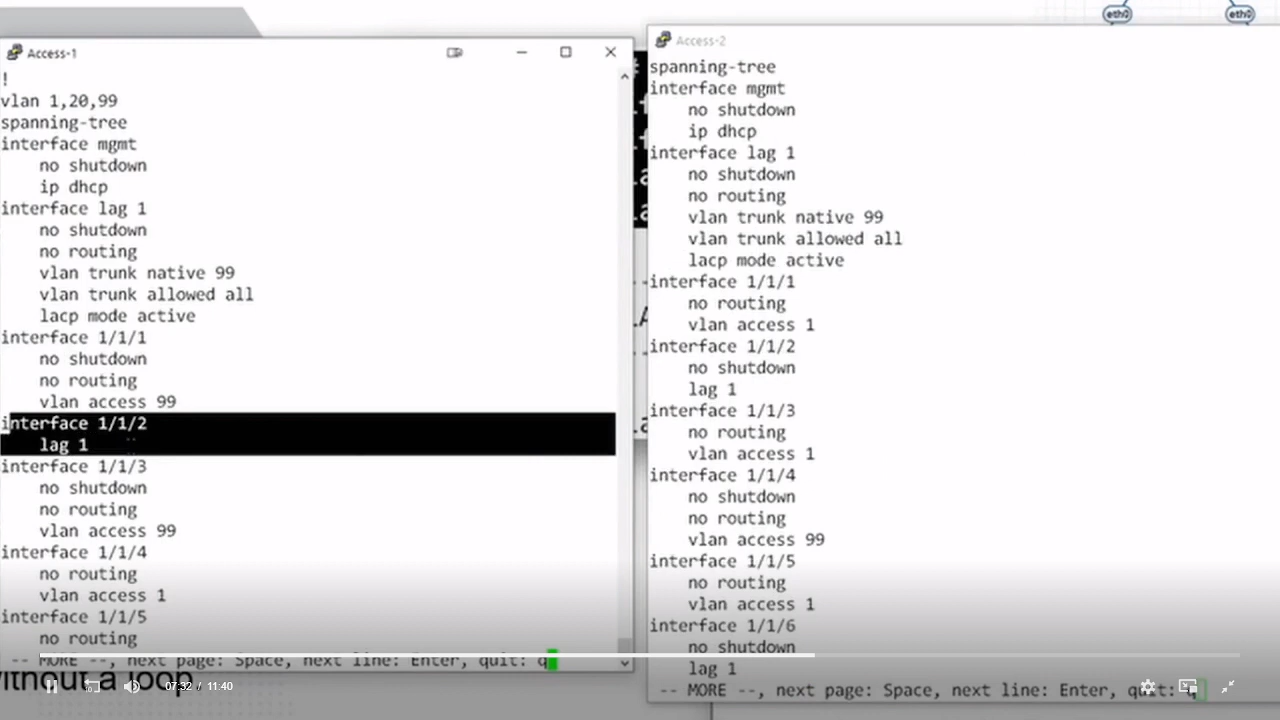 eth0
eth0
Access-1
!
vlan 1,20,99
spanning-tree
interface mgmt
    no shutdown
    ip dhcp
interface lag 1
    no shutdown
    no routing
    vlan trunk native 99
    vlan trunk allowed all
    lacp mode active
interface 1/1/1
    no shutdown
    no routing
    vlan access 99
interface 1/1/2
    lag 1
interface 1/1/3
    no shutdown
    no routing
    vlan access 99
interface 1/1/4
    no routing
    vlan access 1
interface 1/1/5
    no routing
-- MORE --, next page: Space, next line: Enter, quit: q
Access-2
spanning-tree
interface mgmt
    no shutdown
    ip dhcp
interface lag 1
    no shutdown
    no routing
    vlan trunk native 99
    vlan trunk allowed all
    lacp mode active
interface 1/1/1
    no routing
    vlan access 1
interface 1/1/2
    no shutdown
    lag 1
interface 1/1/3
    no routing
    vlan access 1
interface 1/1/4
    no shutdown
    no routing
    vlan access 99
interface 1/1/5
    no routing
    vlan access 1
interface 1/1/6
    no shutdown
    lag 1
-- MORE --, next page: Space, next line: Enter, quit: q
without a loop
07:32 / 11:40